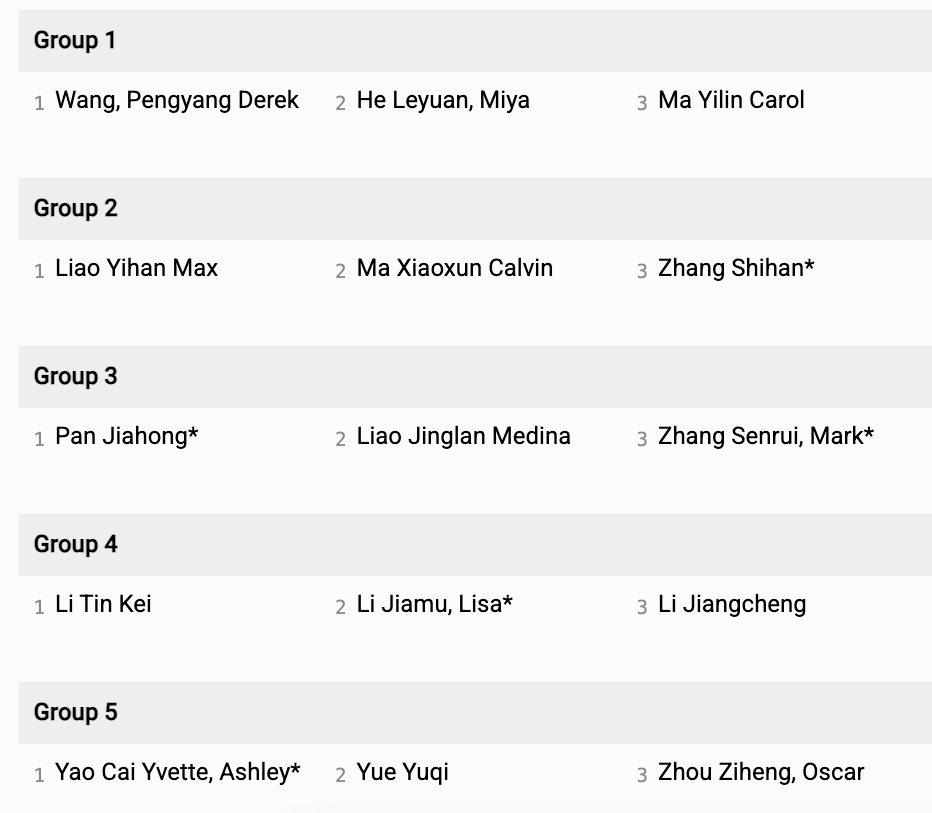 Group 1
1 Wang, Pengyang Derek 2 He Leyuan, Miya 3 Ma Yilin Carol
Group 2
1 Liao Yihan Max 2 Ma Xiaoxun Calvin 3 Zhang Shihan*
Group 3
1 Pan Jiahong* 2 Liao Jinglan Medina 3 Zhang Senrui, Mark*
Group 4
1 Li Tin Kei 2 Li Jiamu, Lisa* 3 Li Jiangcheng
Group 5
1 Yao Cai Yvette, Ashley* 2 Yue Yuqi 3 Zhou Ziheng, Oscar